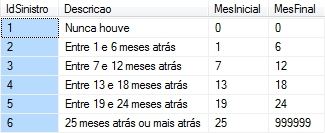 IdSinistro Descricao MesInicial MesFinal
1 Nunca houve 0 0
2 Entre 1 e 6 meses atrás 1 6
3 Entre 7 e 12 meses atrás 7 12
4 Entre 13 e 18 meses atrás 13 18
5 Entre 19 e 24 meses atrás 19 24
6 25 meses atrás ou mais atrás 25 999999